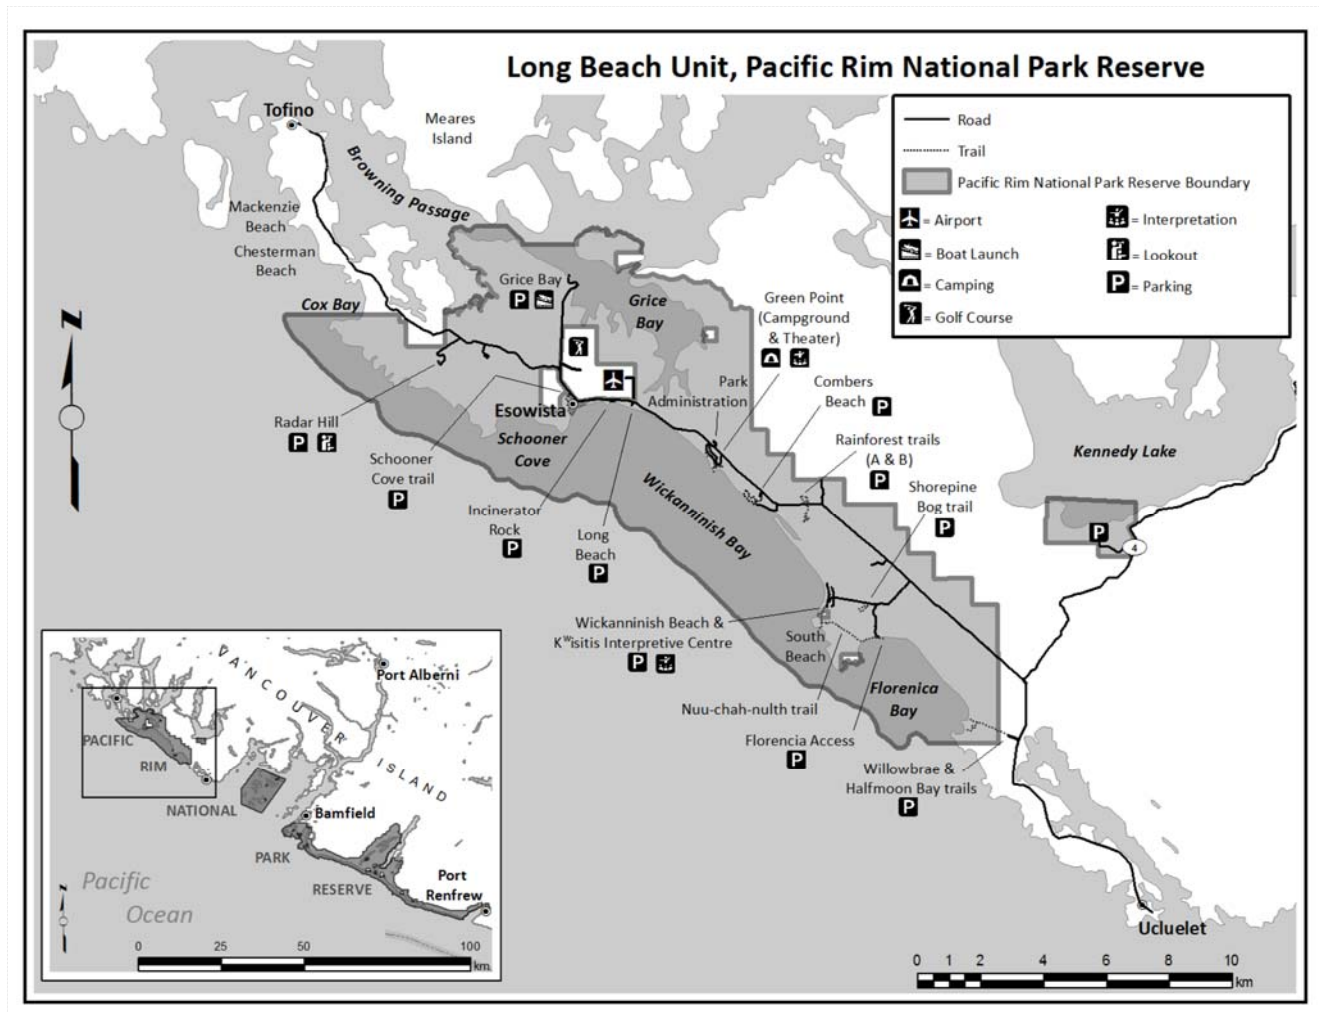 Long Beach Unit, Pacific Rim National Park Reserve
Road
Trail
Pacific Rim National Park Reserve Boundary
= Airport
= Interpretation
= Boat Launch
= Lookout
= Camping
P = Parking
= Golf Course
Tofino
Meares
Island
Browning Passage
Mackenzie
Beach
Chesterman
Beach
Cox Bay
Grice Bay
P
Grice
Bay
Green Point
(Campground
& Theater)
Park
Administration
Combers
Beach P
Rainforest trails
(A & B)
P
Shorepine
Bog trail
P
Kennedy Lake
P
4
N
Radar Hill
P
Esowista
Schooner
Cove
Schooner
Cove trail
P
Incinerator
Rock
P
Long
Beach
P
Wickanninish Bay
Wickanninish Beach &
Kʷisitis Interpretive Centre
P
South
Beach
Nuu-chah-nulth trail
Florenica
Bay
Florencia Access
P
Willowbrae &
Halfmoon Bay trails
P
Ucluelet
0 1 2 4 6 8 10
km
VANCOUVER
ISLAND
Port Alberni
PACIFIC
RIM
NATIONAL
PARK
RESERVE
Bamfield
Port
Renfrew
Pacific
Ocean
N
0 25 50 100
km